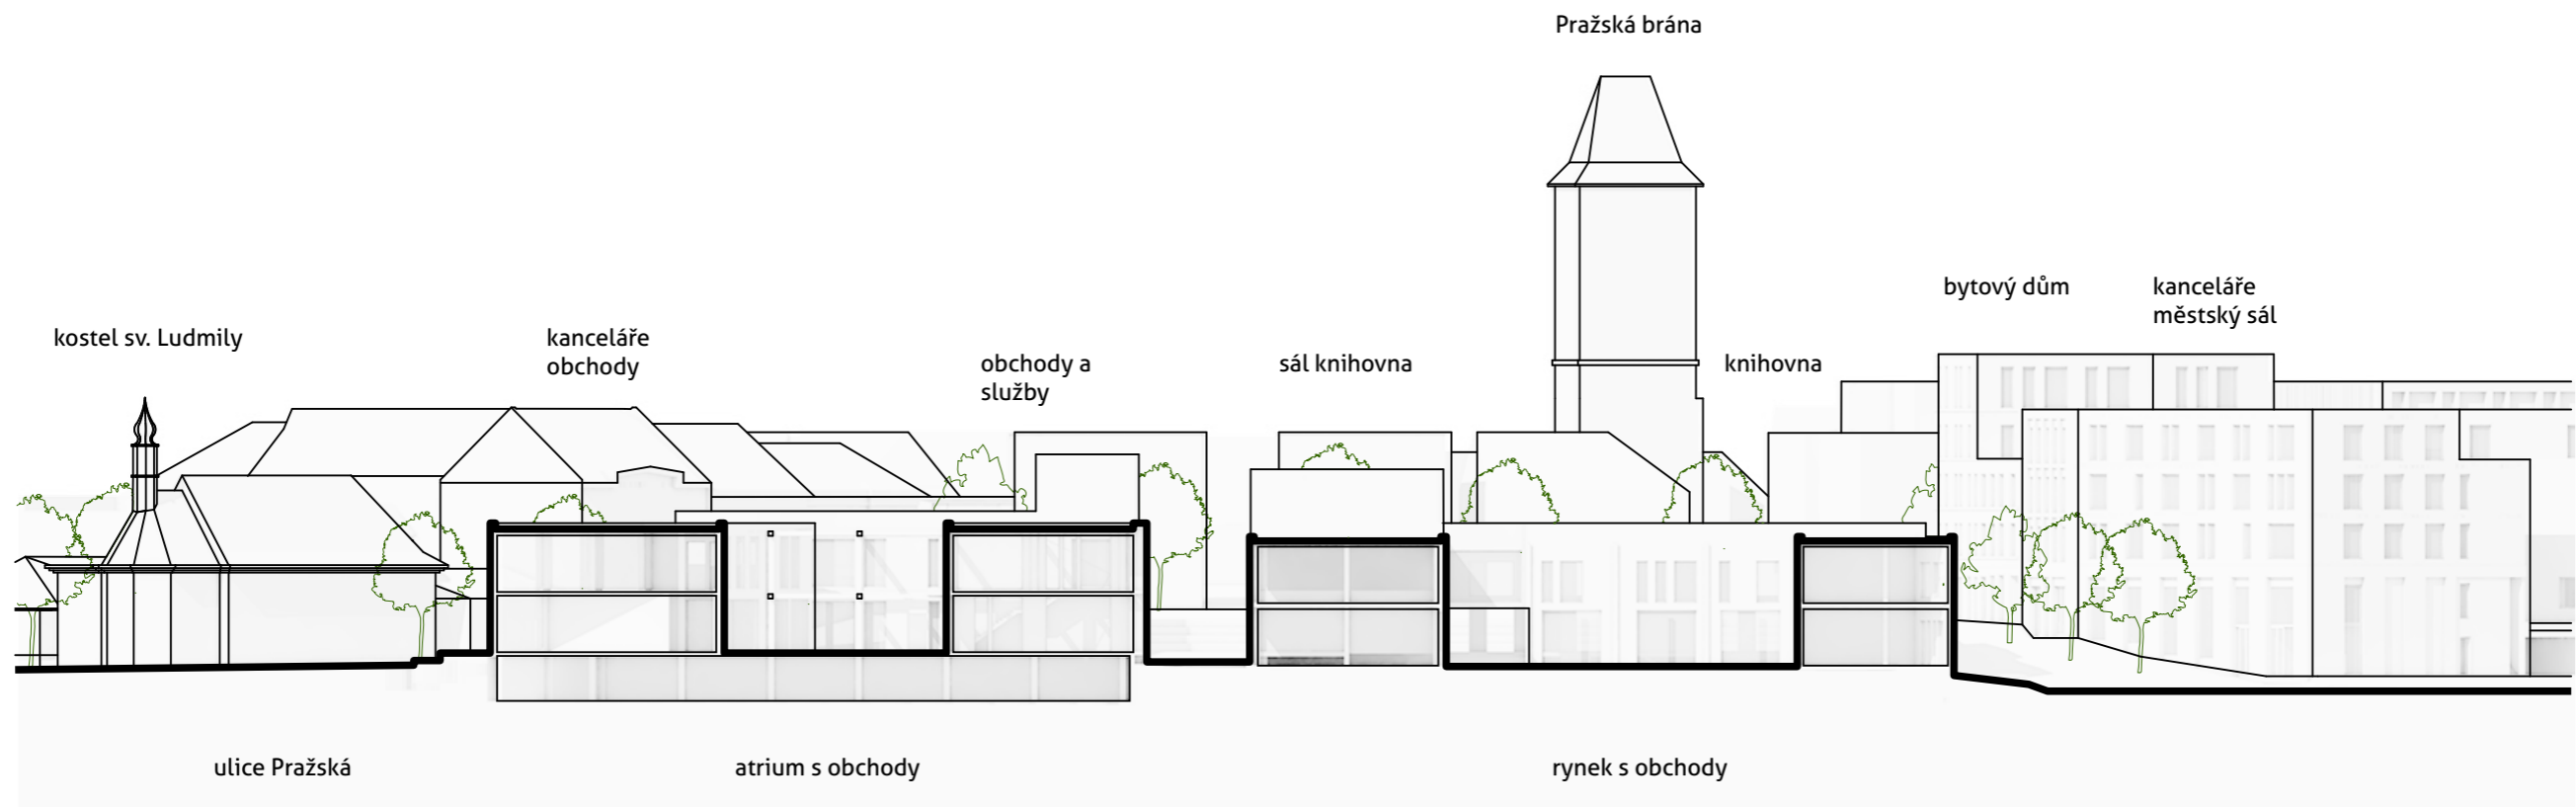 Pražská brána
bytový dům
kanceláře
městský sál
kostel sv. Ludmily
kanceláře
obchody
obchody a
služby
sál knihovna
knihovna
ulice Pražská
atrium s obchody
rynek s obchody